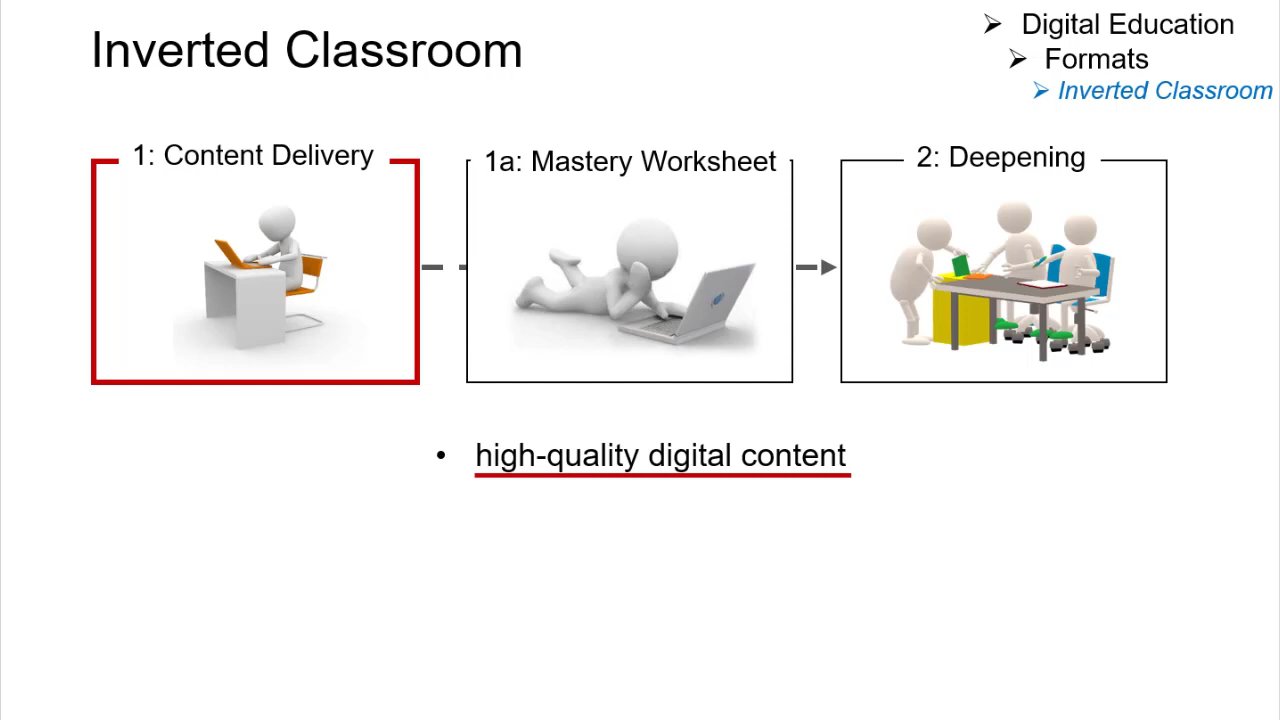 Inverted Classroom
➢ Digital Education
➢ Formats
➢ Inverted Classroom
1: Content Delivery
1a: Mastery Worksheet
2: Deepening
• high-quality digital content